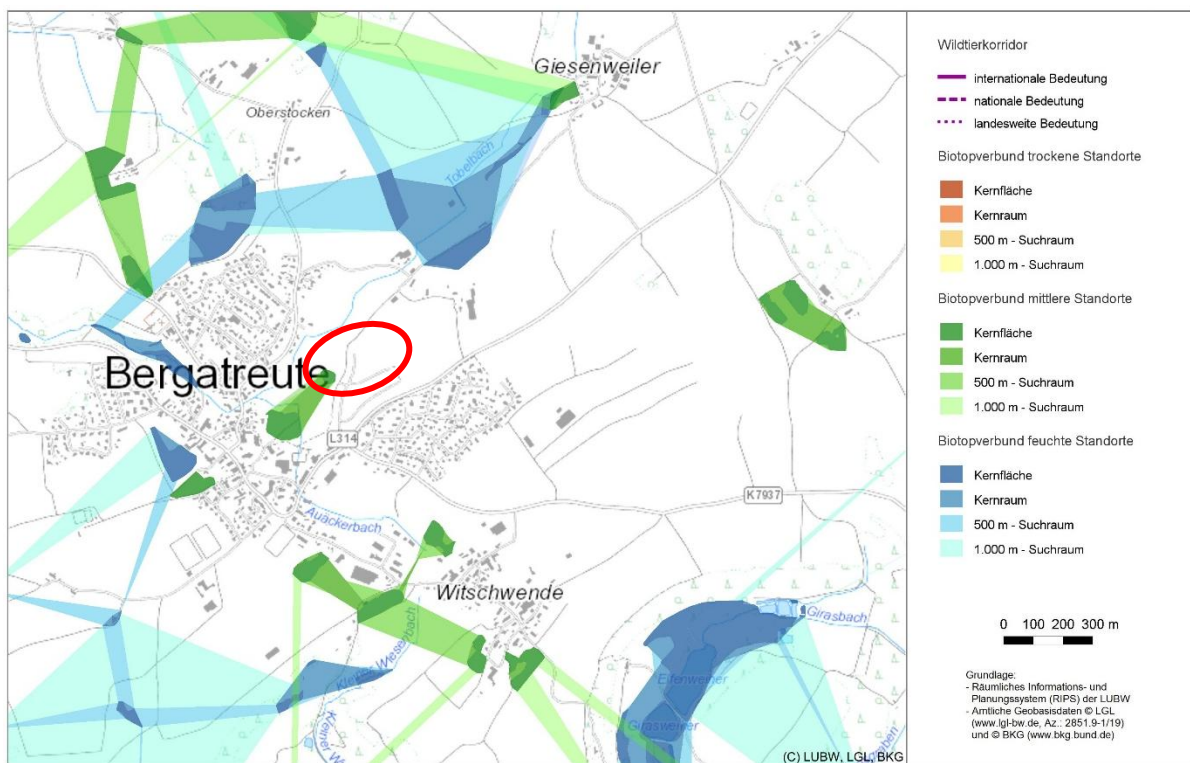 Giesenweiler
Oberstocken
Tobelbach
Bergatreute
L314
K7937
Auackerbach
Witschwende
Girasbach
Elfenweiher
Girasweiher
Kleiner Wieserbach
(C) LUBW, LGL, BKG
Wildtierkorridor
internationale Bedeutung
nationale Bedeutung
landesweite Bedeutung
Biotopverbund trockene Standorte
Kernfläche
Kernraum
500 m - Suchraum
1.000 m - Suchraum
Biotopverbund mittlere Standorte
Kernfläche
Kernraum
500 m - Suchraum
1.000 m - Suchraum
Biotopverbund feuchte Standorte
Kernfläche
Kernraum
500 m - Suchraum
1.000 m - Suchraum
0 100 200 300 m
Grundlage:
- Räumliches Informations- und
Planungssystem (RIPS) der LUBW
- Amtliche Geobasisdaten © LGL
(www.lgl-bw.de, Az.: 2851.9-1/19)
und © BKG (www.bkg.bund.de)